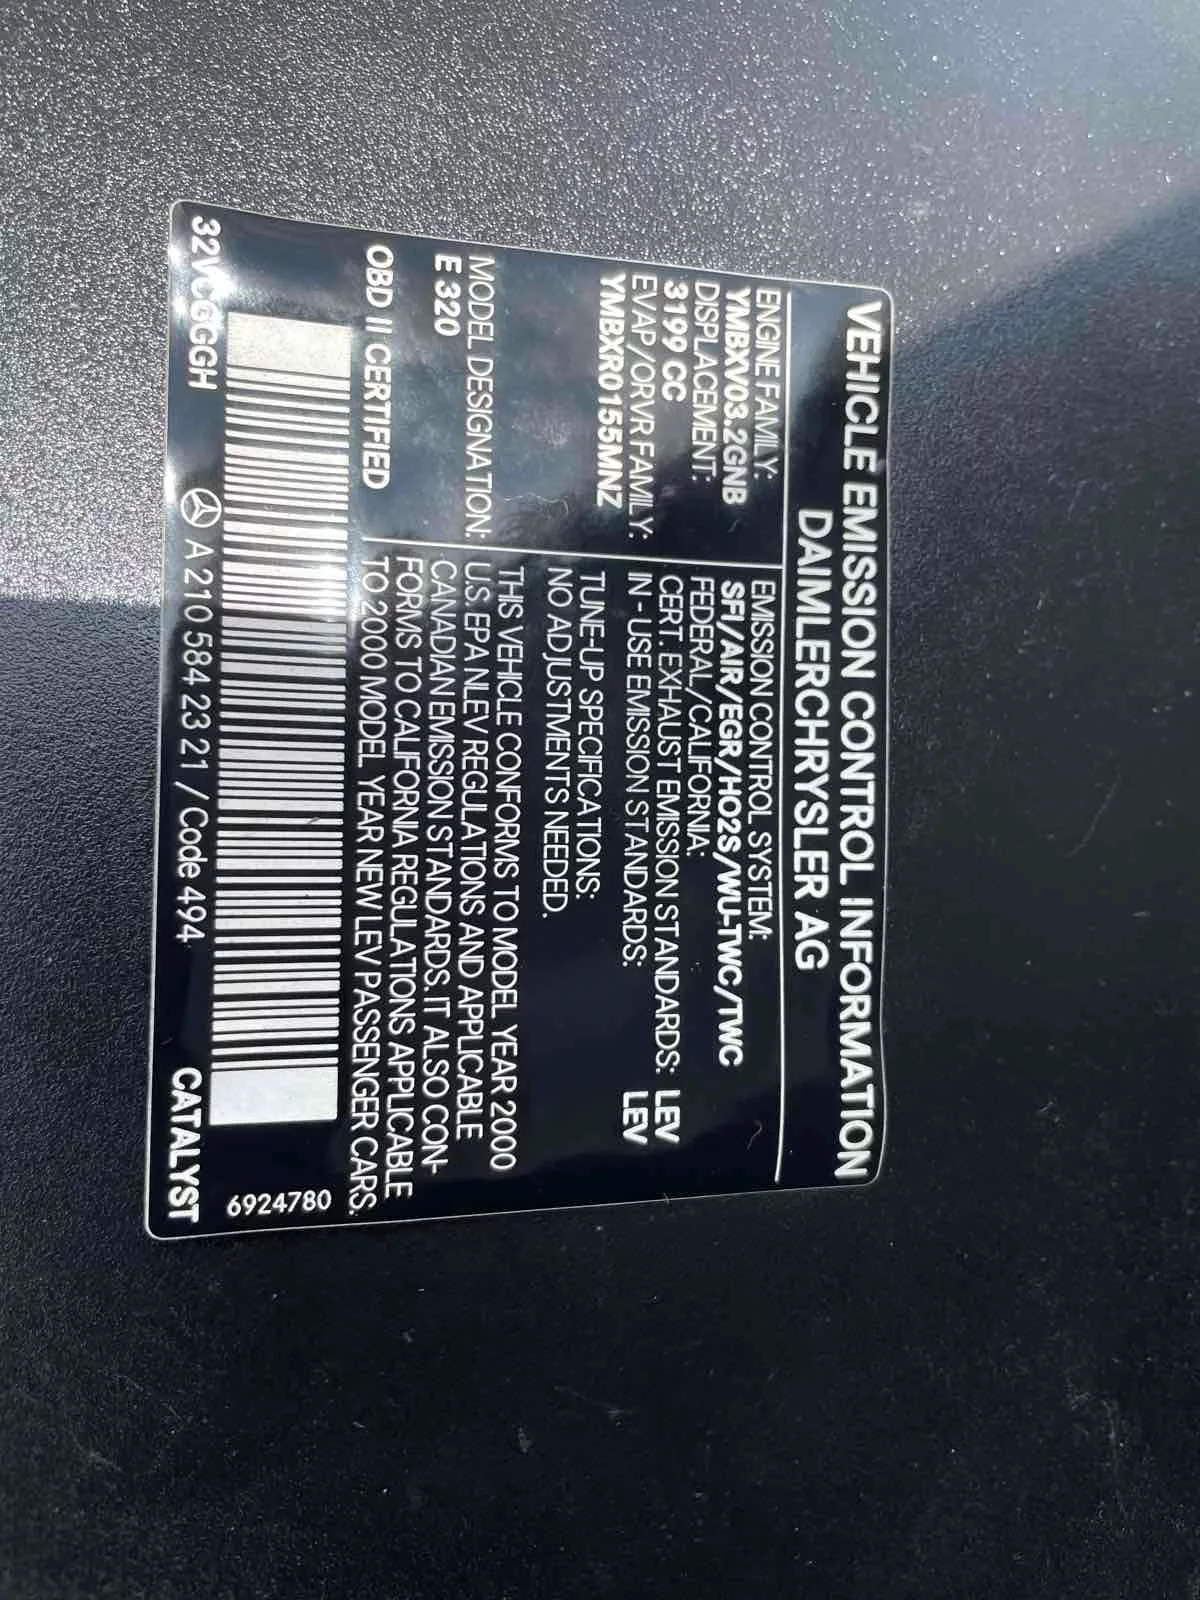 VEHICLE EMISSION CONTROL INFORMATION
DAIMLERCHRYSLER AG
ENGINE FAMILY:
YMBXV03.2GNB
DISPLACEMENT:
3199 CC
EVAP/ORVR FAMILY:
YMBXR0155MNZ
MODEL DESIGNATION:
E 320
OBD II CERTIFIED
EMISSION CONTROL SYSTEM:
SFI/AIR/EGR/HO2S/WU-TWC/TWC
FEDERAL/CALIFORNIA:
CERT. EXHAUST EMISSION STANDARDS: LEV
IN-USE EMISSION STANDARDS: LEV
TUNE-UP SPECIFICATIONS:
NO ADJUSTMENTS NEEDED.
THIS VEHICLE CONFORMS TO MODEL YEAR 2000
U.S. EPA NLEV REGULATIONS AND APPLICABLE
CANADIAN EMISSION STANDARDS. IT ALSO CON-
FORMS TO CALIFORNIA REGULATIONS APPLICABLE
TO 2000 MODEL YEAR NEW LEV PASSENGER CARS.
6924780
32VCGGGH A 210 584 23 21 / Code 494 CATALYST